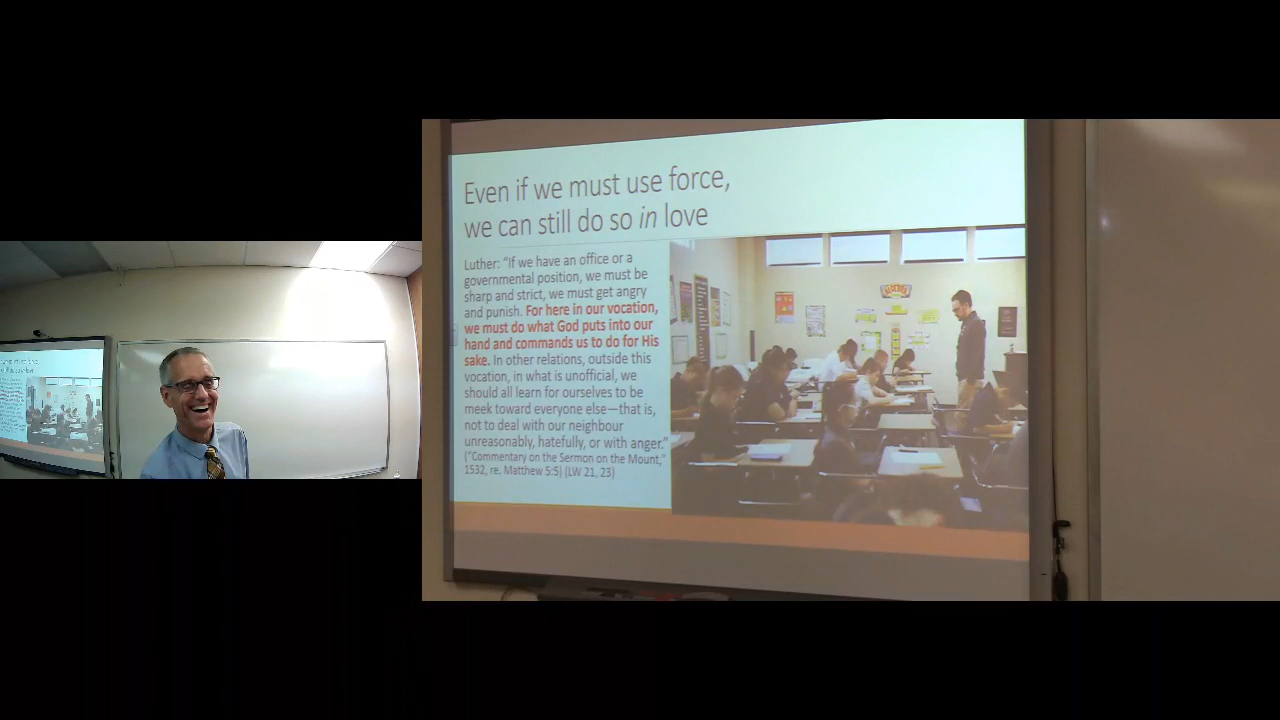 Even if we must use force,
we can still do so in love
Luther: “If we have an office or a
governmental position, we must be
sharp and strict, we must get angry
and punish. For here in our vocation,
we must do what God puts into our
hand and commands us to do for His
sake. In other relations, outside this
vocation, in what is unofficial, we
should all learn for ourselves to be
meek toward everyone else—that is,
not to deal with our neighbour
unreasonably, hatefully, or with anger.”
(“Commentary on the Sermon on the Mount,”
1532, re. Matthew 5:5) (LW 21, 23)